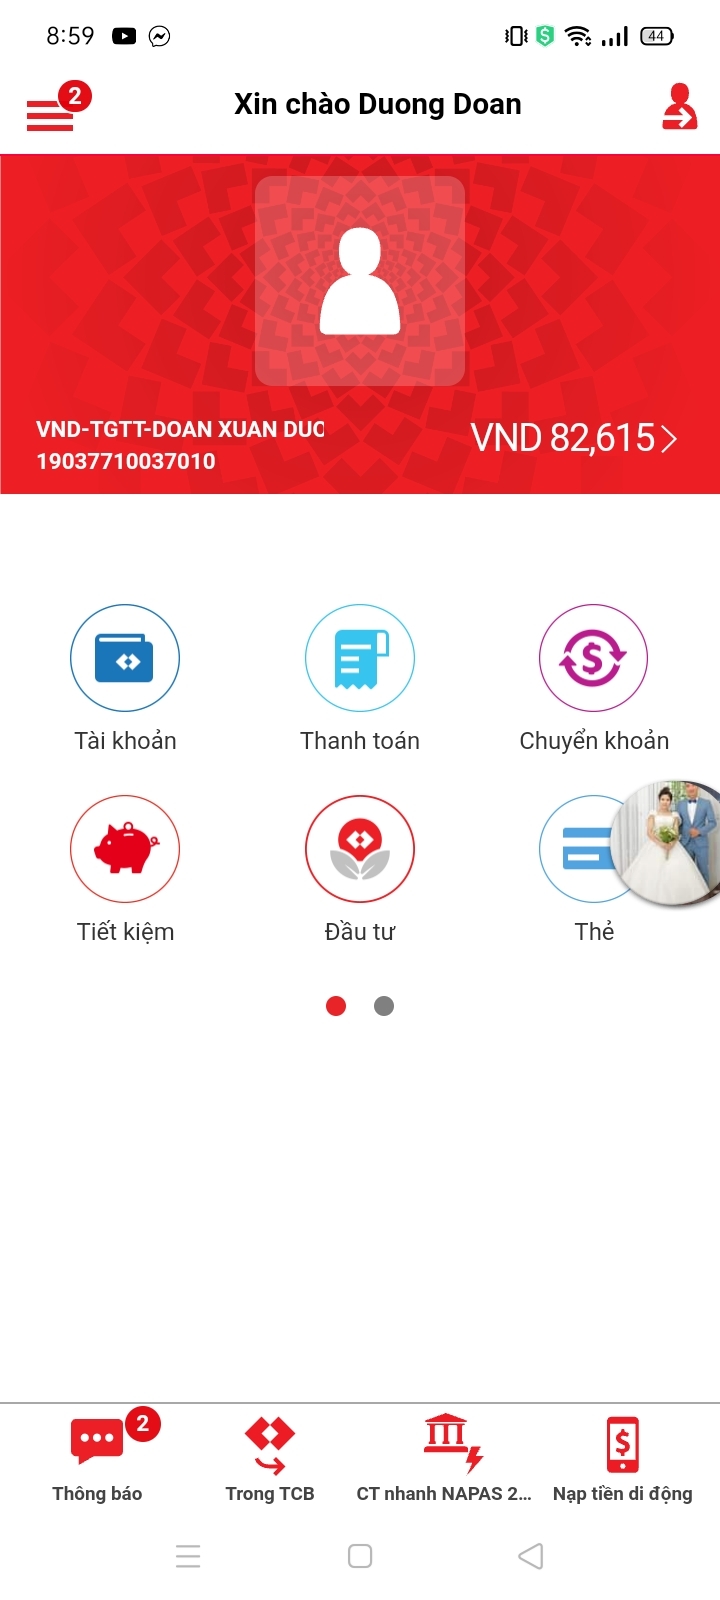 8:59
44
2
Xin chào Duong Doan
VND-TGTT-DOAN XUAN DUO
19037710037010
VND 82,615
Tài khoản
Thanh toán
Chuyển khoản
Tiết kiệm
Đầu tư
Thẻ
2
Thông báo
Trong TCB
CT nhanh NAPAS 2...
Nạp tiền di động